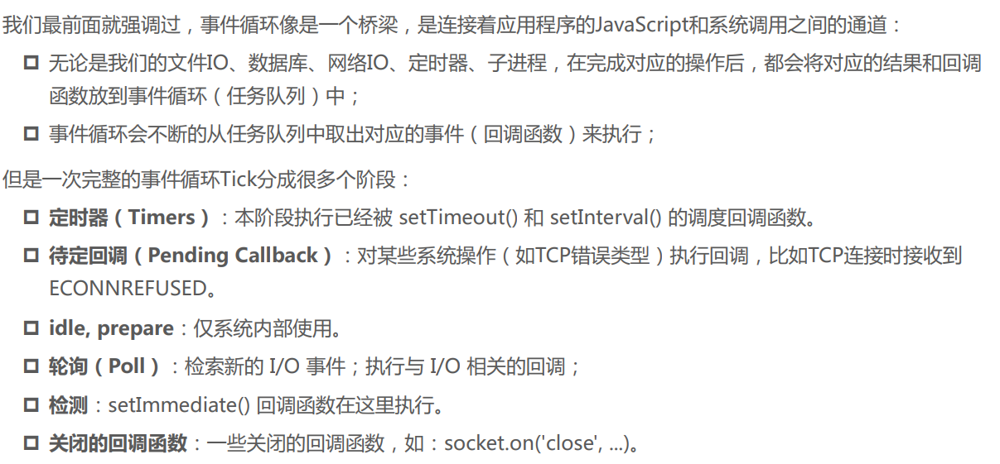 我们最前面就强调过，事件循环像是一个桥梁，是连接着应用程序的JavaScript和系统调用之间的通道：
无论是我们的文件IO、数据库、网络IO、定时器、子进程，在完成对应的操作后，都会将对应的结果和回调
函数放到事件循环（任务队列）中；
事件循环会不断的从任务队列中取出对应的事件（回调函数）来执行；
但是一次完整的事件循环Tick分成很多个阶段：
定时器（Timers）：本阶段执行已经被 setTimeout() 和 setInterval() 的调度回调函数。
待定回调（Pending Callback）：对某些系统操作（如TCP错误类型）执行回调，比如TCP连接时接收到
ECONNREFUSED。
idle, prepare：仅系统内部使用。
轮询（Poll）：检索新的 I/O 事件；执行与 I/O 相关的回调；
检测：setImmediate() 回调函数在这里执行。
关闭的回调函数：一些关闭的回调函数，如：socket.on('close', ...)。